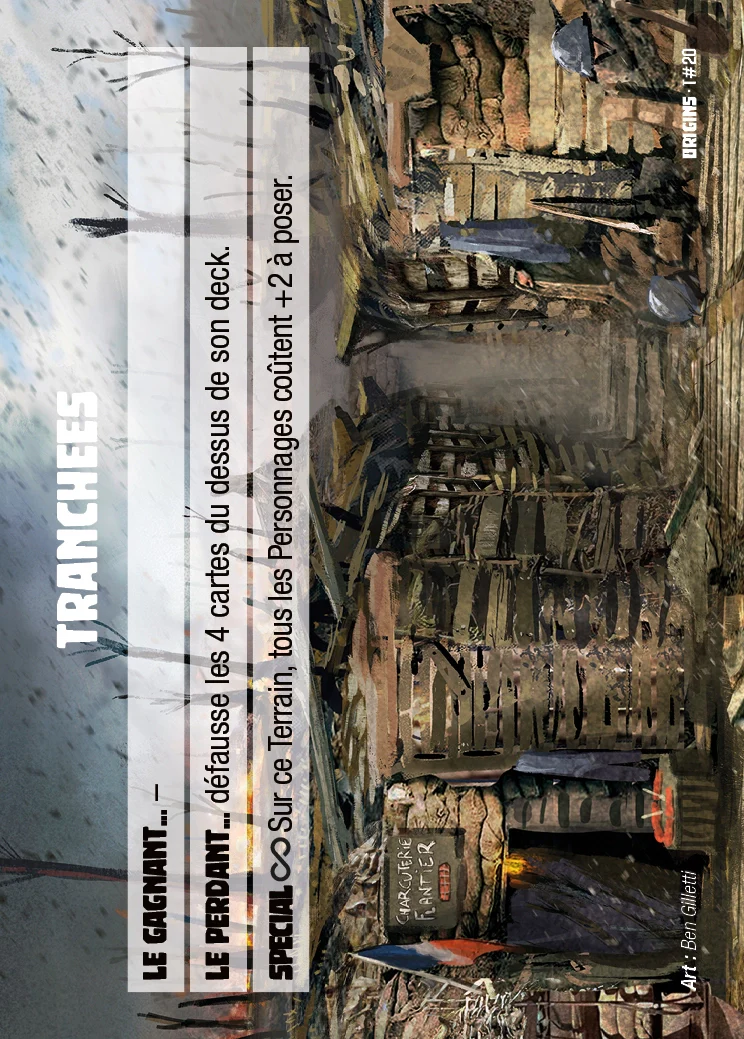 TRANCHEES
LE GAGNANT... –
LE PERDANT... défausse les 4 cartes du dessus de son deck.
SPECIAL ∞ Sur ce Terrain, tous les Personnages coûtent +2 à poser.
CHARCUTERIE
FLANTIER
Art : Ben Gilletti
ORIGINS · T#20